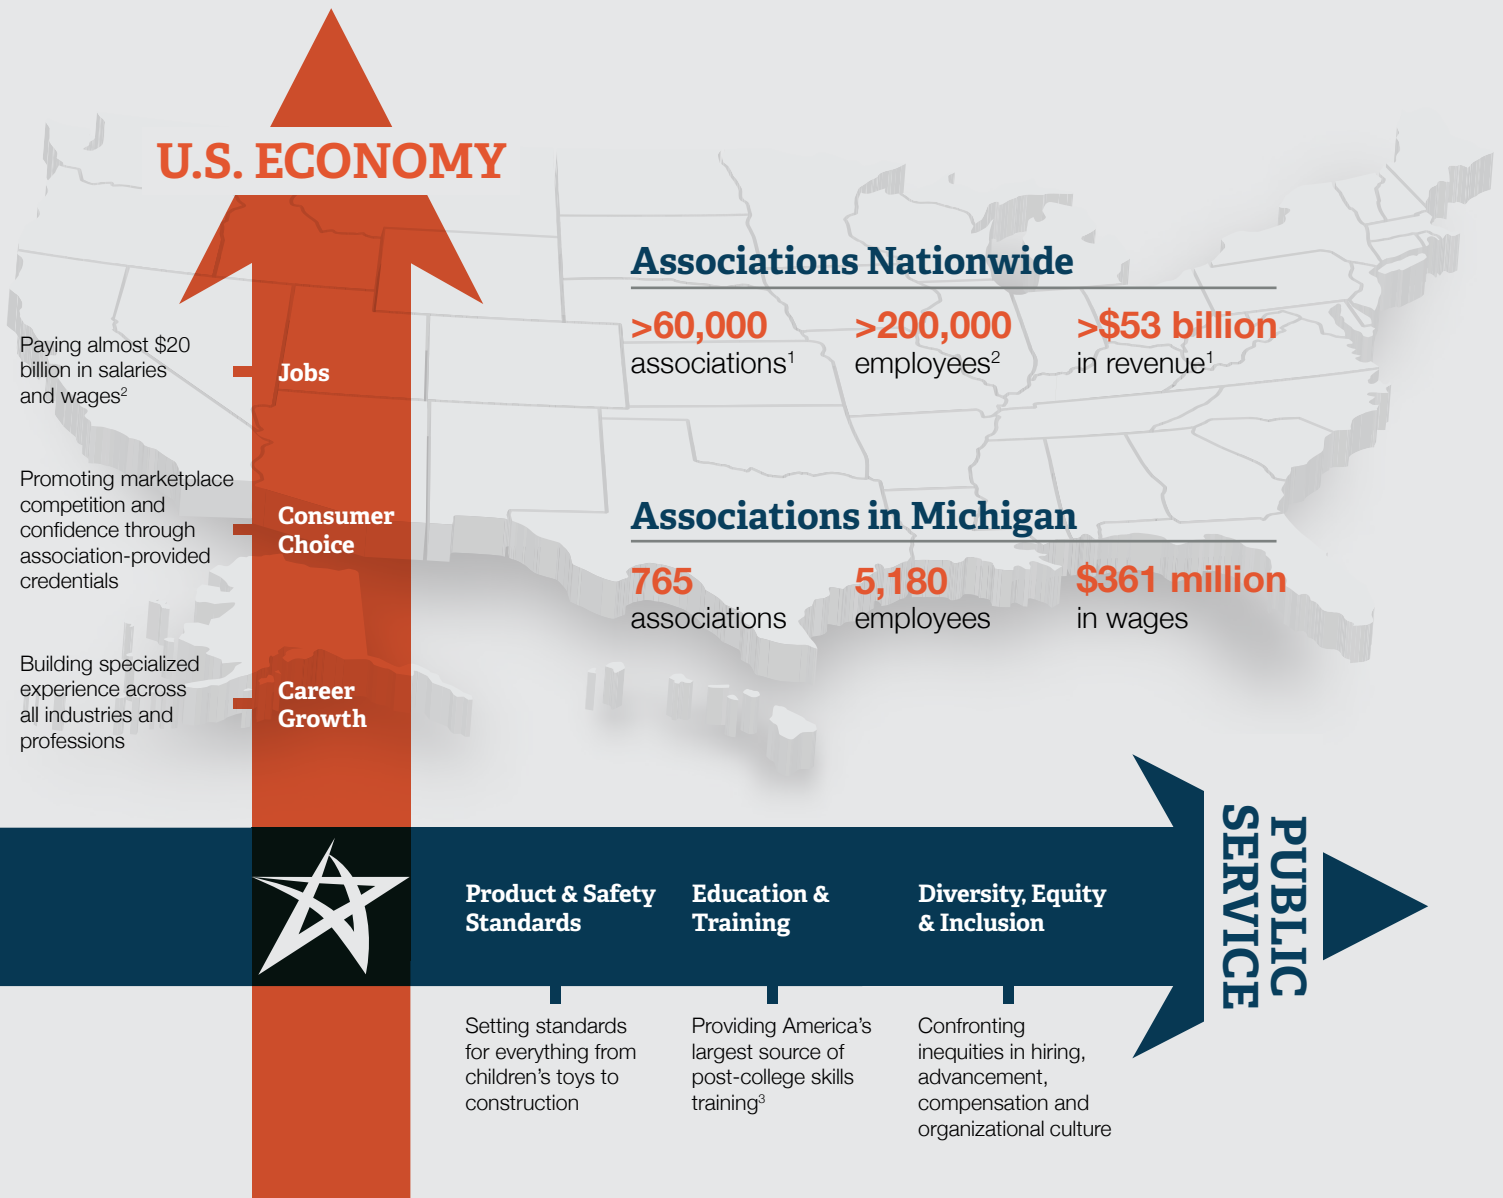 U.S. ECONOMY
Paying almost $20
billion in salaries
and wages²
Jobs
Promoting marketplace
competition and
confidence through
association-provided
credentials
Consumer
Choice
Building specialized
experience across
all industries and
professions
Career
Growth
Associations Nationwide
>60,000
associations¹
>200,000
employees²
>$53 billion
in revenue¹
Associations in Michigan
765
associations
5,180
employees
$361 million
in wages
Product & Safety
Standards
Education &
Training
Diversity, Equity
& Inclusion
PUBLIC
SERVICE
Setting standards
for everything from
children’s toys to
construction
Providing America’s
largest source of
post-college skills
training³
Confronting
inequities in hiring,
advancement,
compensation and
organizational culture